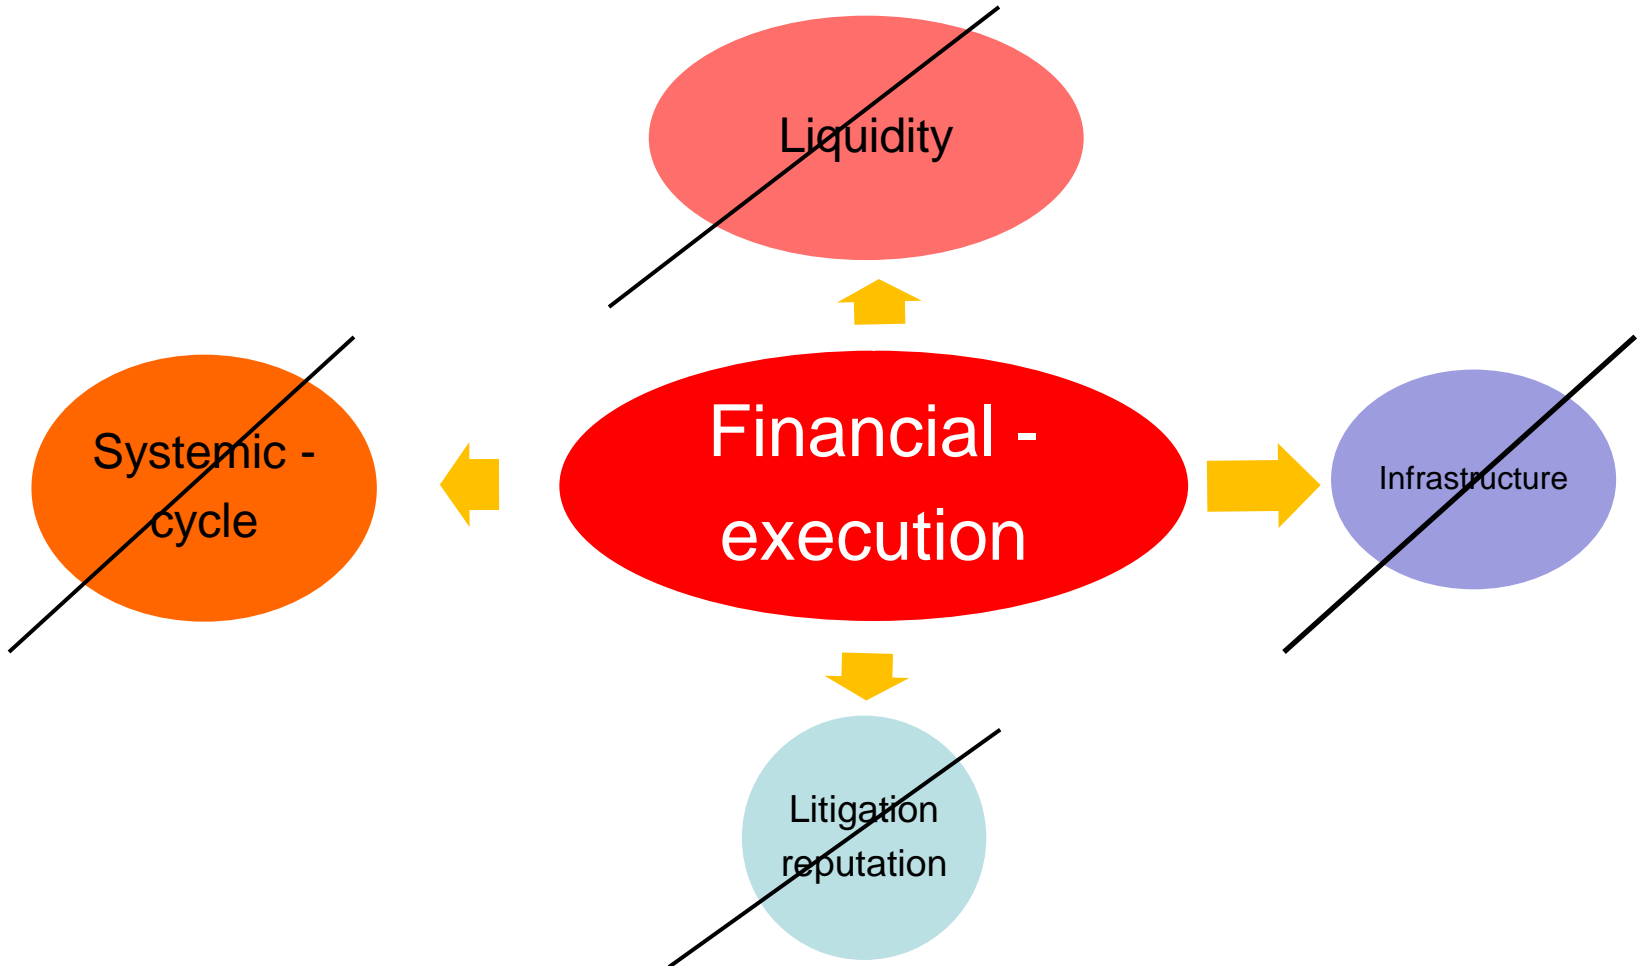 Liquidity
Systemic -
cycle
Financial -
execution
Infrastructure
Litigation
reputation